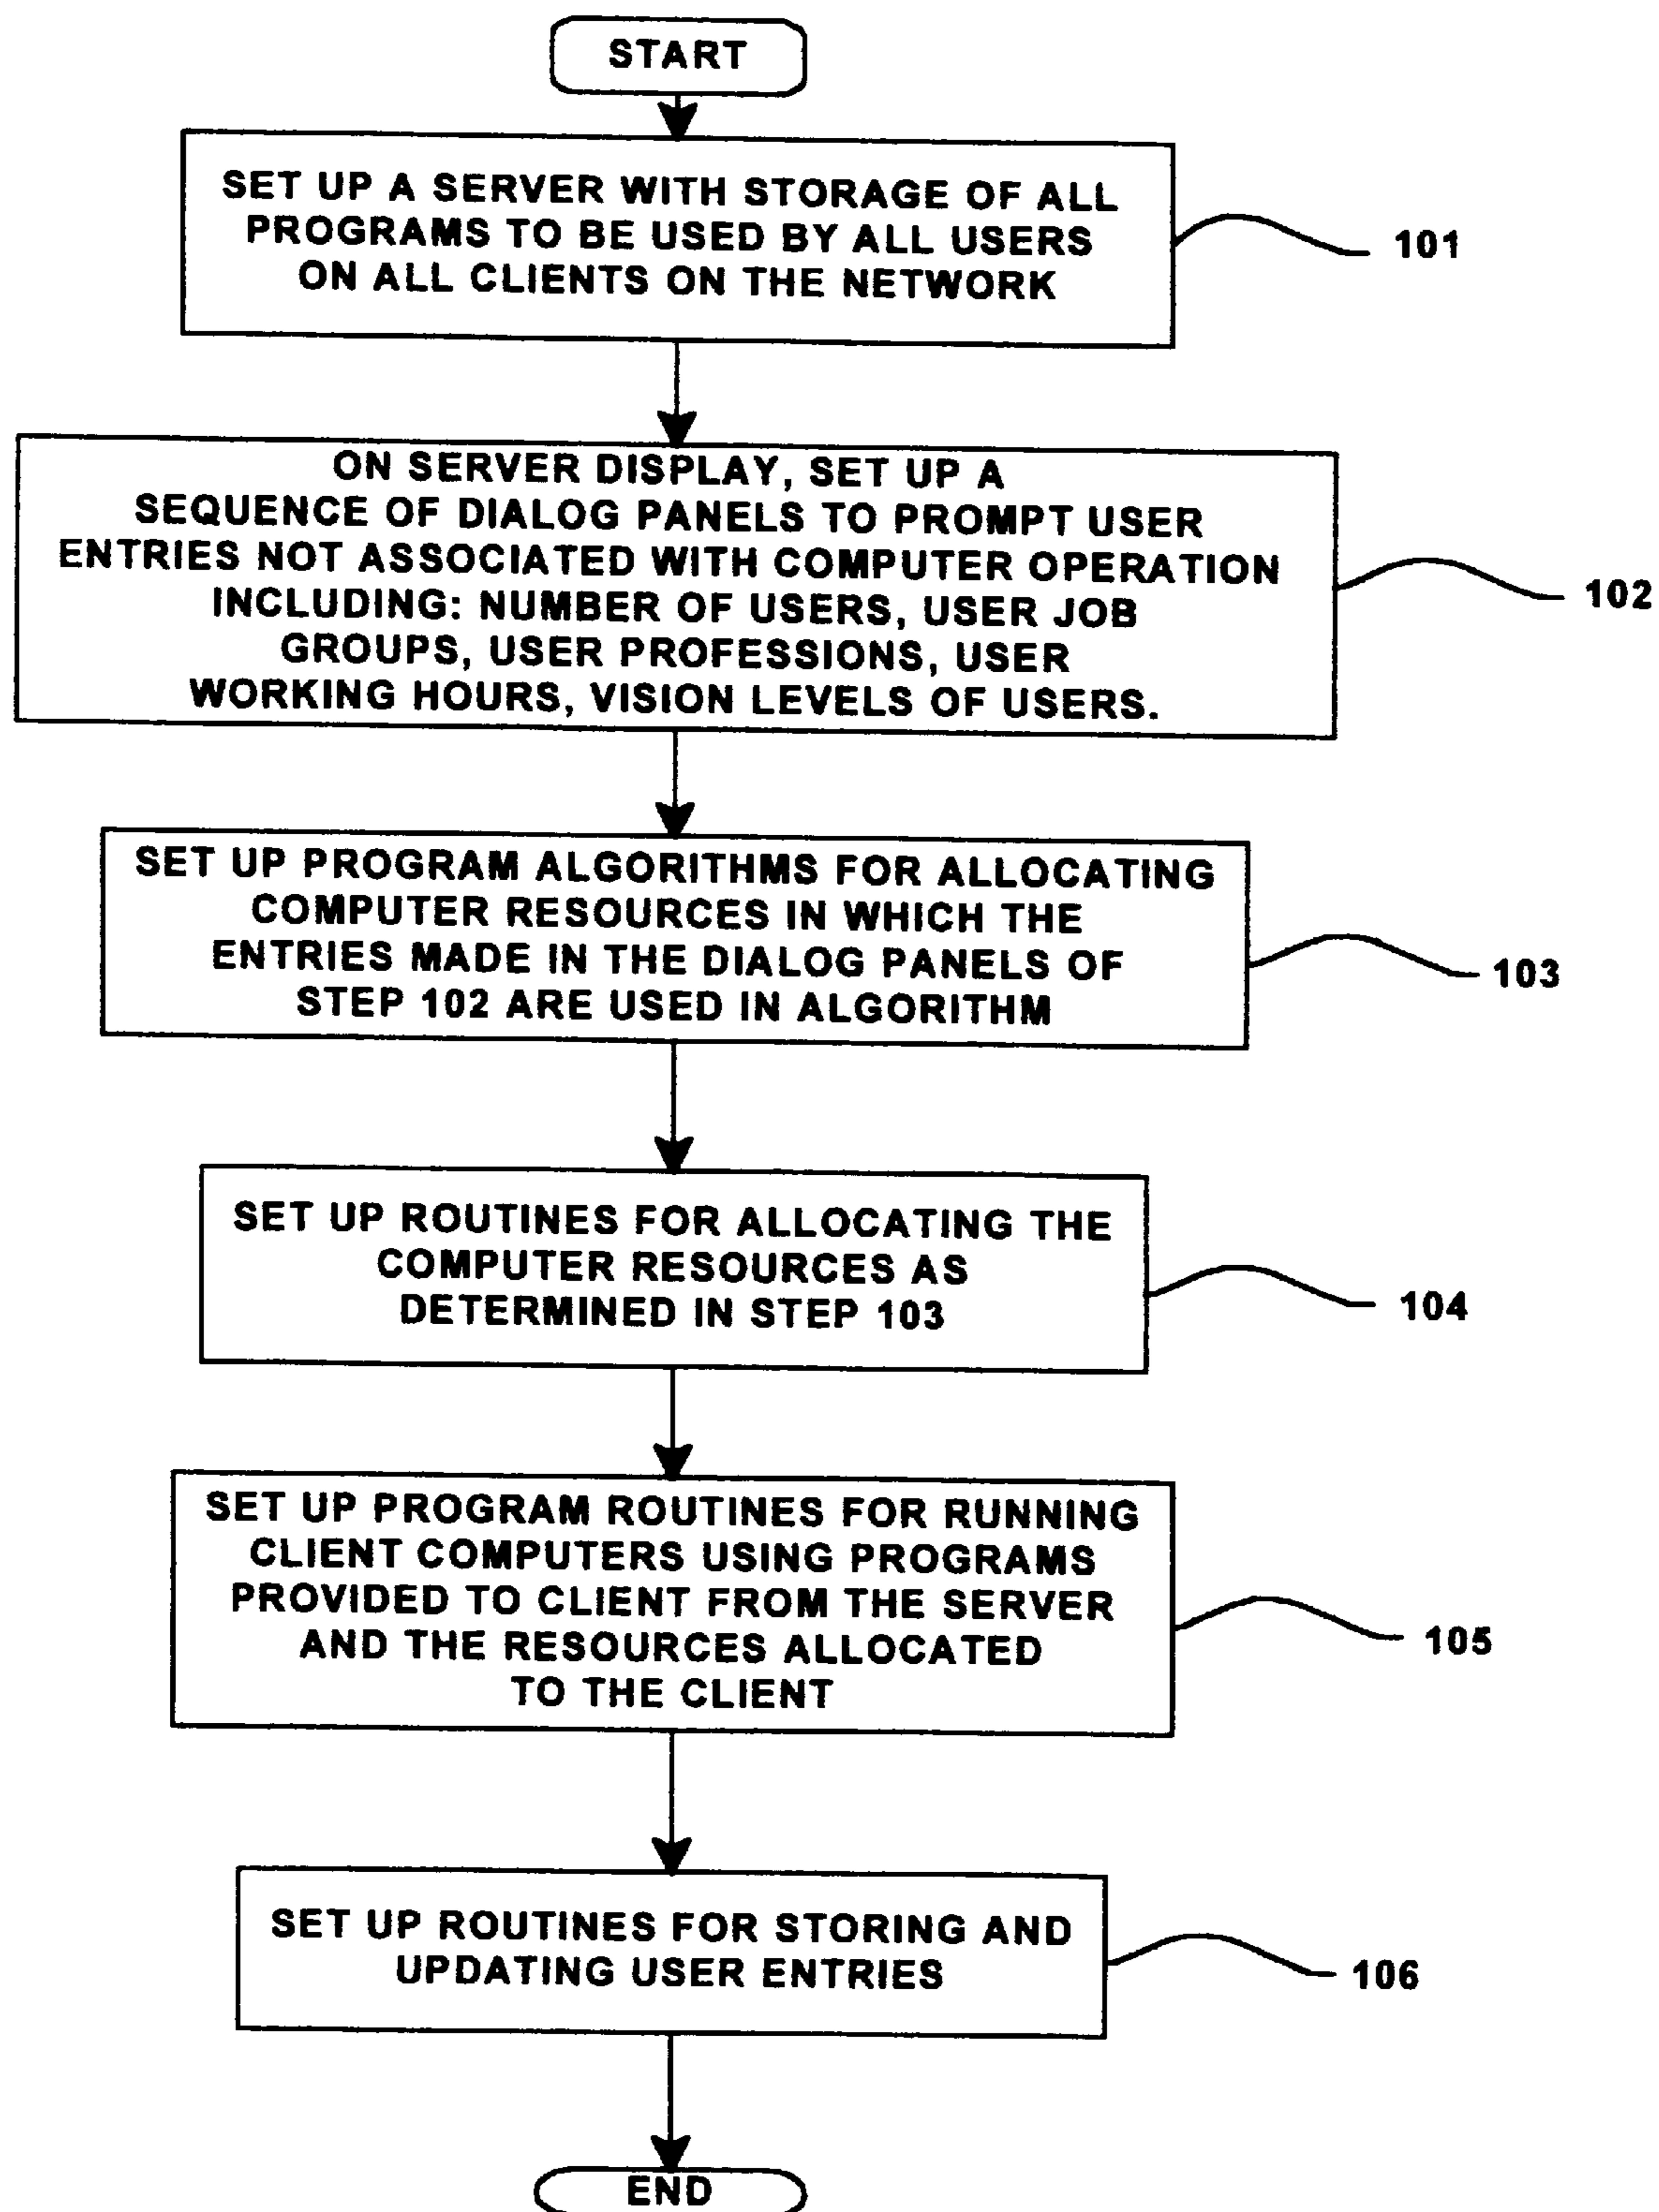 START
SET UP A SERVER WITH STORAGE OF ALL
PROGRAMS TO BE USED BY ALL USERS
ON ALL CLIENTS ON THE NETWORK
101
ON SERVER DISPLAY, SET UP A
SEQUENCE OF DIALOG PANELS TO PROMPT USER
ENTRIES NOT ASSOCIATED WITH COMPUTER OPERATION
INCLUDING: NUMBER OF USERS, USER JOB
GROUPS, USER PROFESSIONS, USER
WORKING HOURS, VISION LEVELS OF USERS.
102
SET UP PROGRAM ALGORITHMS FOR ALLOCATING
COMPUTER RESOURCES IN WHICH THE
ENTRIES MADE IN THE DIALOG PANELS OF
STEP 102 ARE USED IN ALGORITHM
103
SET UP ROUTINES FOR ALLOCATING THE
COMPUTER RESOURCES AS
DETERMINED IN STEP 103
104
SET UP PROGRAM ROUTINES FOR RUNNING
CLIENT COMPUTERS USING PROGRAMS
PROVIDED TO CLIENT FROM THE SERVER
AND THE RESOURCES ALLOCATED
TO THE CLIENT
105
SET UP ROUTINES FOR STORING AND
UPDATING USER ENTRIES
106
END